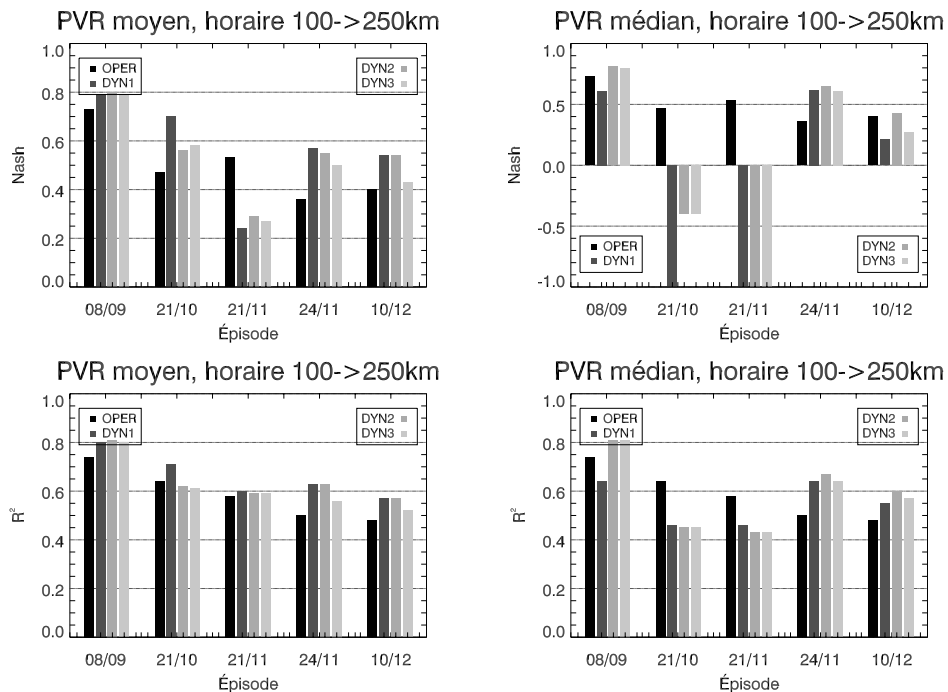 PVR moyen, horaire 100->250km
1.0
0.8
0.6
0.4
0.2
0.0
Nash
OPER
DYN1
DYN2
DYN3
08/09 21/10 21/11 24/11 10/12
Épisode
PVR médian, horaire 100->250km
1.0
0.5
0.0
-0.5
-1.0
Nash
OPER
DYN1
DYN2
DYN3
08/09 21/10 21/11 24/11 10/12
Épisode
PVR moyen, horaire 100->250km
1.0
0.8
0.6
0.4
0.2
0.0
R²
OPER
DYN1
DYN2
DYN3
08/09 21/10 21/11 24/11 10/12
Épisode
PVR médian, horaire 100->250km
1.0
0.8
0.6
0.4
0.2
0.0
R²
OPER
DYN1
DYN2
DYN3
08/09 21/10 21/11 24/11 10/12
Épisode